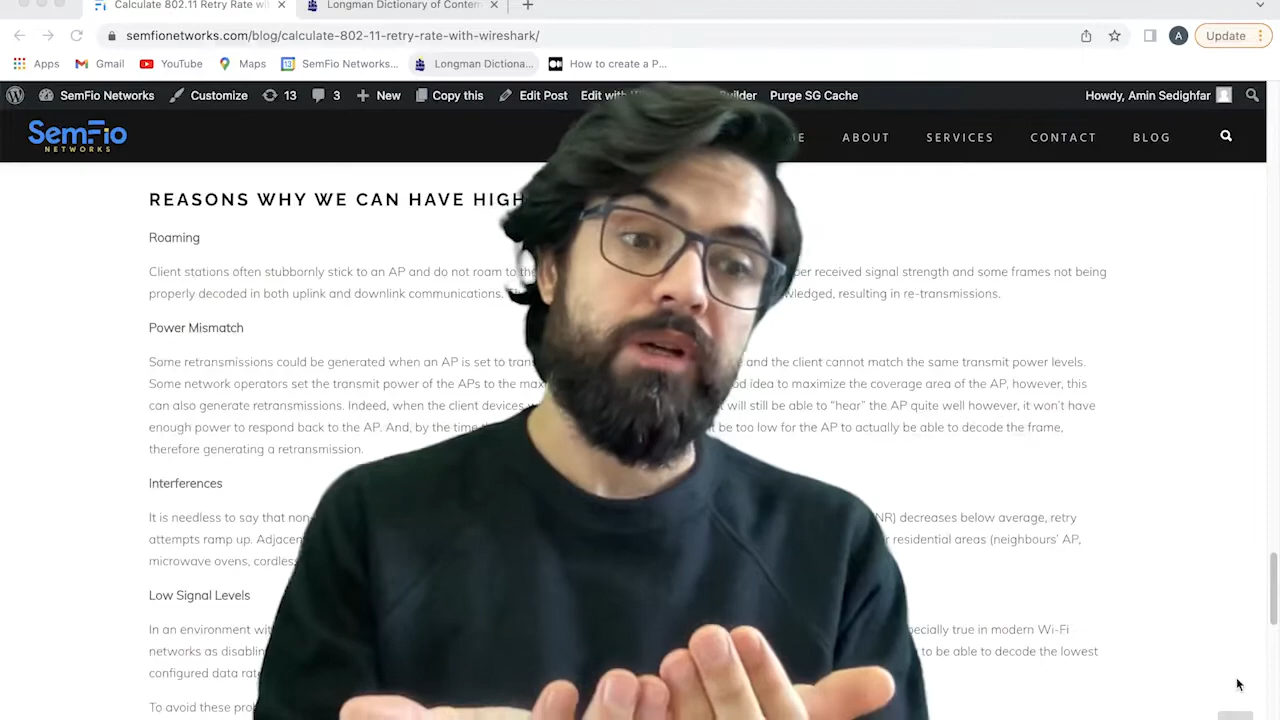 Calculate 802.11 Retry Rate wi
Longman Dictionary of Contem
semfionetworks.com/blog/calculate-802-11-retry-rate-with-wireshark/
A
Update
Apps
Gmail
YouTube
Maps
SemFio Networks...
Longman Dictiona...
How to create a P...
SemFio Networks
Customize
13
3
New
Copy this
Edit Post
Edit with
Builder
Purge SG Cache
Howdy, Amin Sedighfar
SemFio
NETWORKS
ME
ABOUT
SERVICES
CONTACT
BLOG
REASONS WHY WE CAN HAVE HIGH
Roaming
Client stations often stubbornly stick to an AP and do not roam to the per received signal strength and some frames not being
properly decoded in both uplink and downlink communications. wledged, resulting in re-transmissions.
Power Mismatch
Some retransmissions could be generated when an AP is set to trans and the client cannot match the same transmit power levels.
Some network operators set the transmit power of the APs to the max od idea to maximize the coverage area of the AP, however, this
can also generate retransmissions. Indeed, when the client devices will still be able to “hear” the AP quite well however, it won’t have
enough power to respond back to the AP. And, by the time t be too low for the AP to actually be able to decode the frame,
therefore generating a retransmission.
Interferences
It is needless to say that non- NR) decreases below average, retry
attempts ramp up. Adjacen r residential areas (neighbours’ AP,
microwave ovens, cordless
Low Signal Levels
In an environment wit pecially true in modern Wi-Fi
networks as disablin to be able to decode the lowest
configured data rat
To avoid these prob